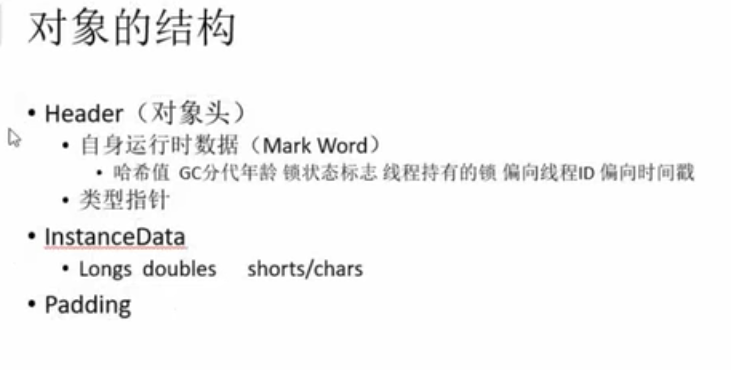 对象的结构
• Header（对象头）
• 自身运行时数据（Mark Word）
• 哈希值 GC分代年龄 锁状态标志 线程持有的锁 偏向线程ID 偏向时间戳
• 类型指针
• InstanceData
• Longs doubles shorts/chars
• Padding